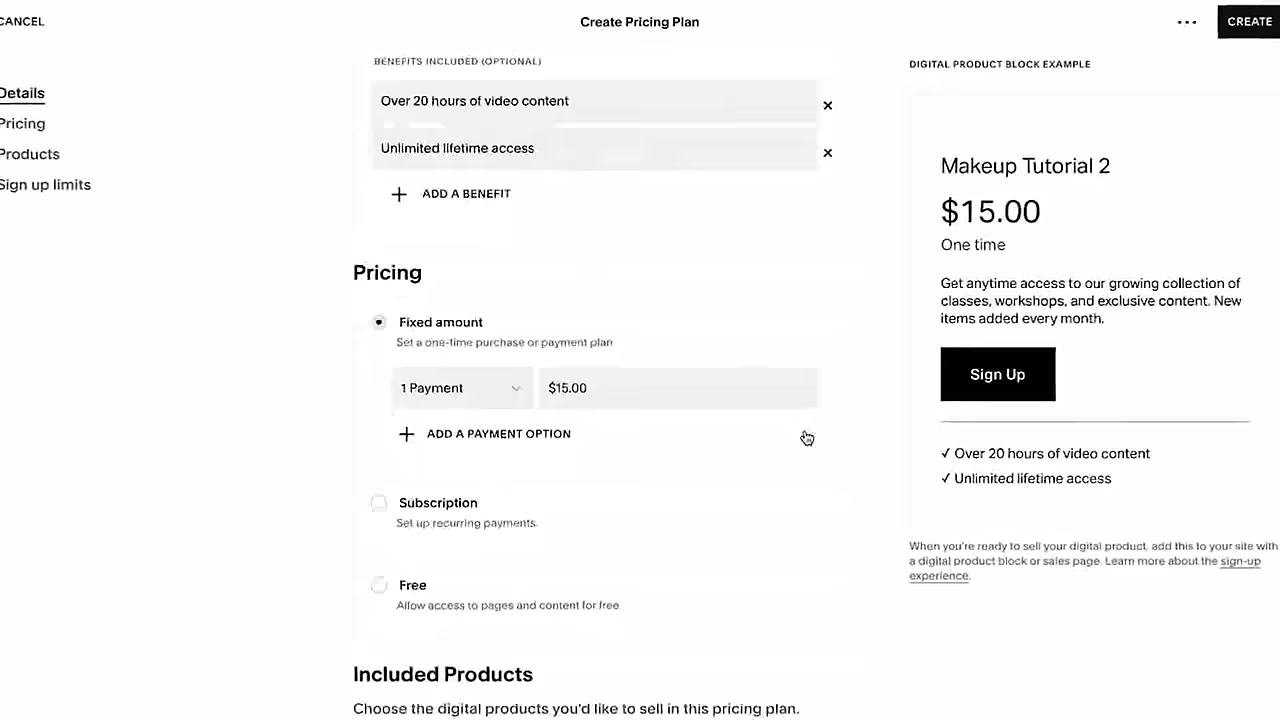 CANCEL
Create Pricing Plan
CREATE
Details
Pricing
Products
Sign up limits
BENEFITS INCLUDED (OPTIONAL)
Over 20 hours of video content
Unlimited lifetime access
ADD A BENEFIT
Pricing
Fixed amount
Set a one-time purchase or payment plan
1 Payment
$15.00
ADD A PAYMENT OPTION
Subscription
Set up recurring payments.
Free
Allow access to pages and content for free
Included Products
Choose the digital products you'd like to sell in this pricing plan.
DIGITAL PRODUCT BLOCK EXAMPLE
Makeup Tutorial 2
$15.00
One time
Get anytime access to our growing collection of
classes, workshops, and exclusive content. New
items added every month.
Sign Up
✓ Over 20 hours of video content
✓ Unlimited lifetime access
When you're ready to sell your digital product, add this to your site with
a digital product block or sales page. Learn more about the sign-up
experience.